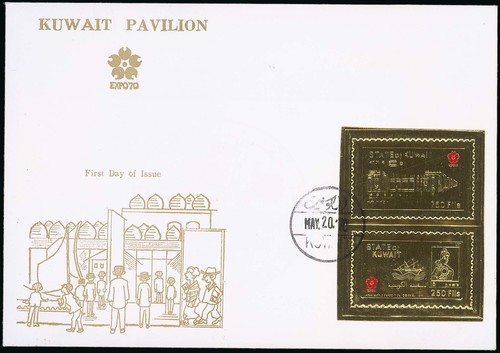 KUWAIT PAVILION
EXPO'70
First Day of Issue
STATE of KUWAIT
250 Fils
MAY.20.
KUW
STATE of
KUWAIT
250 Fils